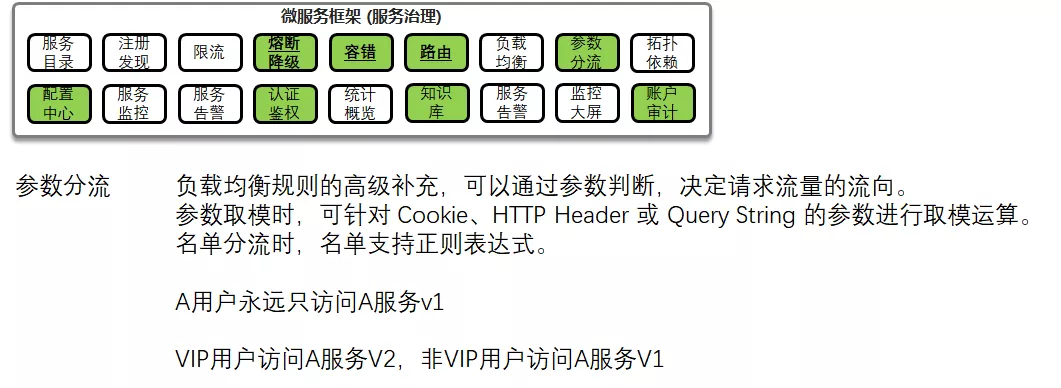 微服务框架 (服务治理)
服务目录 注册发现 限流 熔断降级 容错 路由 负载均衡 参数分流 拓扑依赖
配置中心 服务监控 服务告警 认证鉴权 统计概览 知识库 服务告警 监控大屏 账户审计
参数分流 负载均衡规则的高级补充，可以通过参数判断，决定请求流量的流向。
参数取模时，可针对 Cookie、HTTP Header 或 Query String 的参数进行取模运算。
名单分流时，名单支持正则表达式。
A用户永远只访问A服务v1
VIP用户访问A服务V2，非VIP用户访问A服务V1